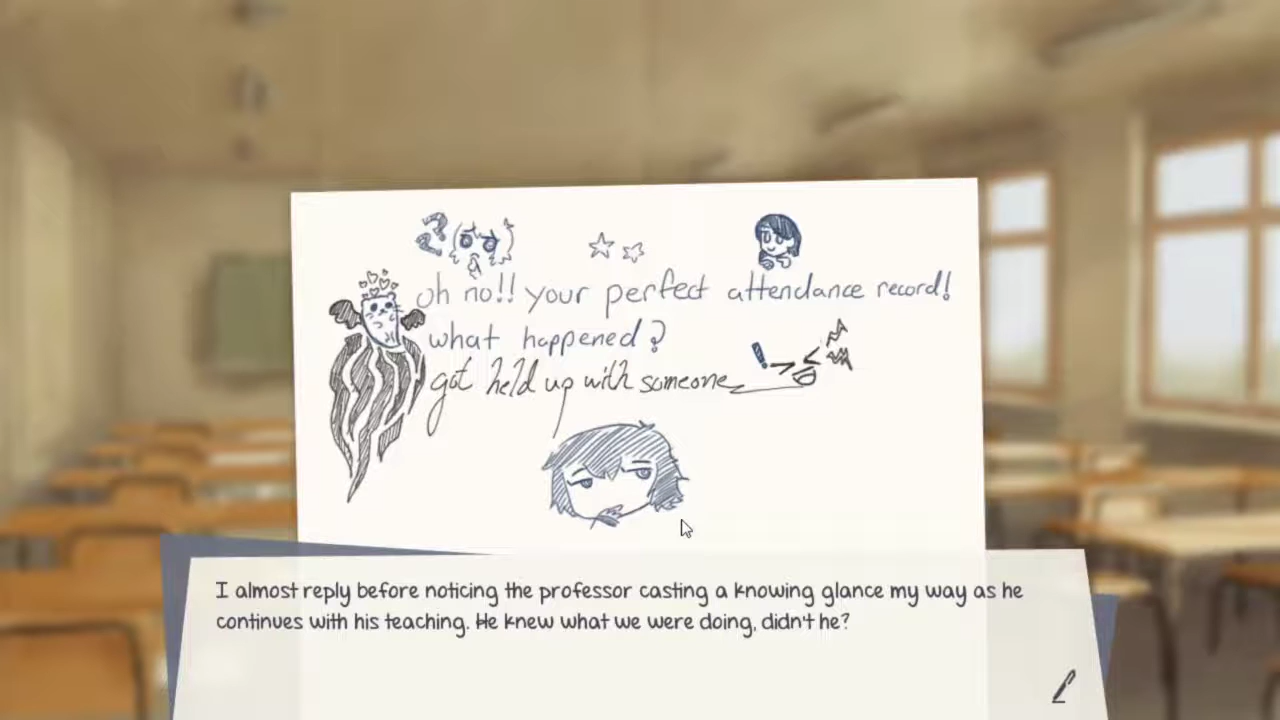 oh no!! your perfect attendance record!
what happened?
got held up with someone
I almost reply before noticing the professor casting a knowing glance my way as he
continues with his teaching. He knew what we were doing, didn't he?